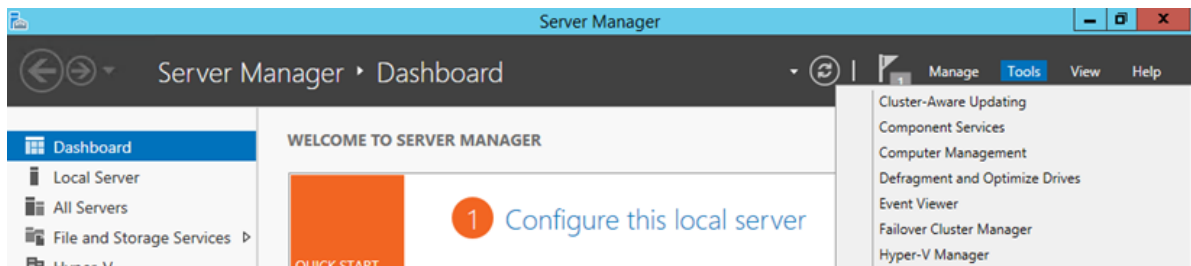 Server Manager
Server Manager • Dashboard
1
Manage
Tools
View
Help
Dashboard
Local Server
All Servers
File and Storage Services
WELCOME TO SERVER MANAGER
1 Configure this local server
QUICK START
Cluster-Aware Updating
Component Services
Computer Management
Defragment and Optimize Drives
Event Viewer
Failover Cluster Manager
Hyper-V Manager